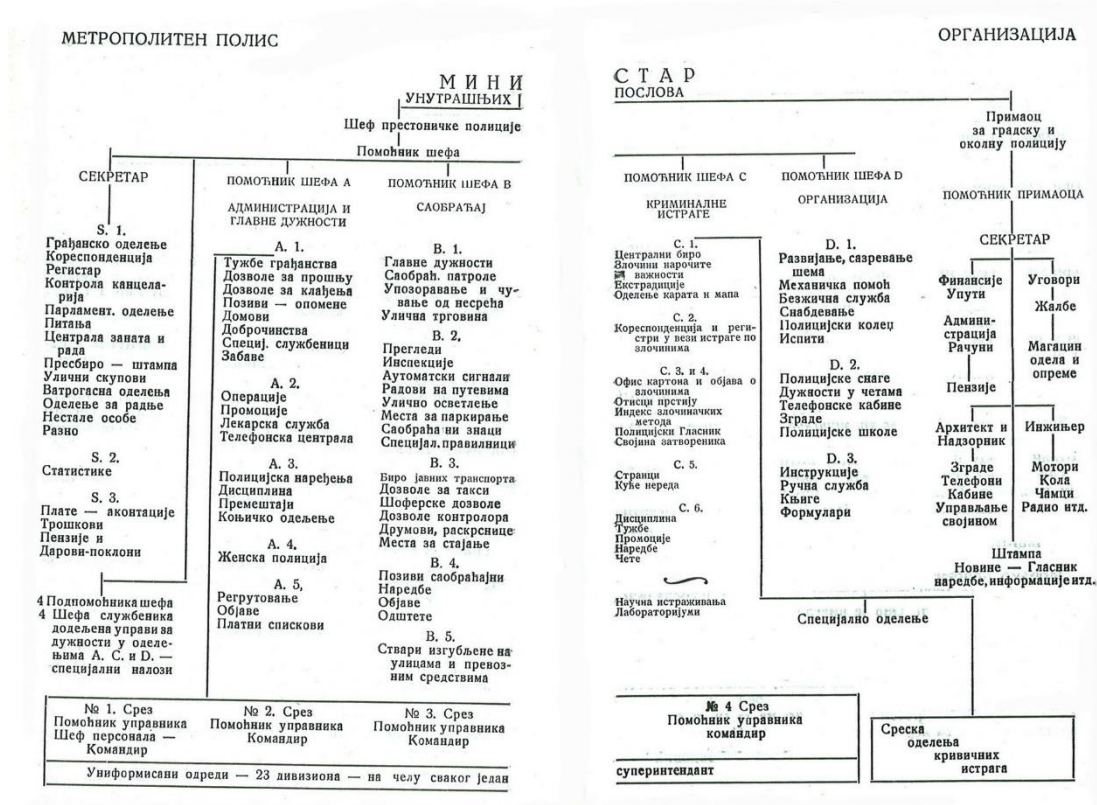 МЕТРОПОЛИТЕН ПОЛИС
ОРГАНИЗАЦИЈА
М И Н И
С Т А Р
УНУТРАШЊИХ
ПОСЛОВА
Шеф престоничке полиције
Помоћник шефа
СЕКРЕТАР
S. 1.
Грађанско оделење
Кореспонденција
Регистар
Контрола канцела-
рија
Парламент. оделење
Питања
Централа заната и
рада
Пресбиро — штампа
Улични скупови
Ватрогасна оделења
Оделење за радње
Нестале особе
Разно
S. 2.
Статистике
S. 3.
Плате — аконтације
Трошкови
Пензије и
Дарови-поклони
4 Подпомоћника шефа
4 Шефа службеника
додељена управи за
дужности у оделе-
њима А. С. и D. —
специјални налози
ПОМОЋНИК ШЕФА А
АДМИНИСТРАЦИЈА И
ГЛАВНЕ ДУЖНОСТИ
А. 1.
Тужбе грађанства
Дозволе за прошњу
Дозволе за клађења
Позиви — опомене
Домови
Доброчинства
Специј. службеници
Забаве
А. 2.
Операције
Промоције
Лекарска служба
Телефонска централа
А. 3.
Полицијска наређења
Дисциплина
Премештаји
Коњичко одељење
А. 4.
Женска полиција
А. 5,
Регрутовање
Објаве
Платни спискови
ПОМОЋНИК ШЕФА В
САОБРАЋАЈ
В. 1.
Главне дужности
Саобраћ. патроле
Упозоравање и чу-
вање од несрећа
Улична трговина
В. 2,
Прегледи
Инспекције
Аутоматски сигнали
Радови на путевима
Улично осветлење
Места за паркирање
Саобраћа ни знаци
Специјал. правилници
В. 3.
Биро јавних транспорта
Дозволе за такси
Шоферске дозволе
Дозволе контролора
Друмови, раскрснице
Места за стајање
В. 4.
Позиви саобраћајни
Наредбе
Објаве
Одштете
В. 5.
Ствари изгубљене на
улицама и превоз-
ним средствима
№ 1. Срез
Помоћник управника
Шеф персонала —
Командир
№ 2. Срез
Помоћник управника
Командир
№ 3. Срез
Помоћник управника
Командир
Униформисани одреди — 23 дивизиона — на челу сваког један
ПОМОЋНИК ШЕФА С
КРИМИНАЛНЕ
ИСТРАГЕ
С. 1.
Централни биро
Злочини нарочите
важности
Екстрадиције
Оделење карата и мапа
С. 2.
Кореспонденција и реги-
стри у вези истраге по
злочинима
С. 3. и 4.
Офис картона и објава о
злочинима
Отисци прстију
Индекс злочиначких
метода
Полицијски Гласник
Својина затвореника
С. 5.
Странци
Куће нереда
С. 6.
Дисциплина
Тужбе
Промоције
Наредбе
Чете
Научна истраживања
Лабораторијуми
ПОМОЋНИК ШЕФА D
ОРГАНИЗАЦИЈА
D. 1.
Развијање, сазревање
шема
Механичка помоћ
Безжична служба
Снабдевање
Полицијски колеџ
Испити
D. 2.
Полицијске снаге
Дужности у четама
Телефонске кабине
Зграде
Полицијске школе
D. 3.
Инструкције
Ручна служба
Књиге
Формулари
Специјално оделење
Примаоц
за градску и
околну полицију
ПОМОЋНИК ПРИМАОЦА
СЕКРЕТАР
Финансије
Упути
Админи-
страција
Рачуни
Пензије
Уговори
Жалбе
Магацин
одела и
опреме
Архитект и
Надзорник
Зграде
Телефони
Кабине
Управљање
својином
Инжињер
Мотори
Кола
Чамци
Радио итд.
Штампа
Новине — Гласник
наредбе, информације итд.
№ 4 Срез
Помоћник управника
командир
суперинтендант
Среска
оделења
кривичних
истрага